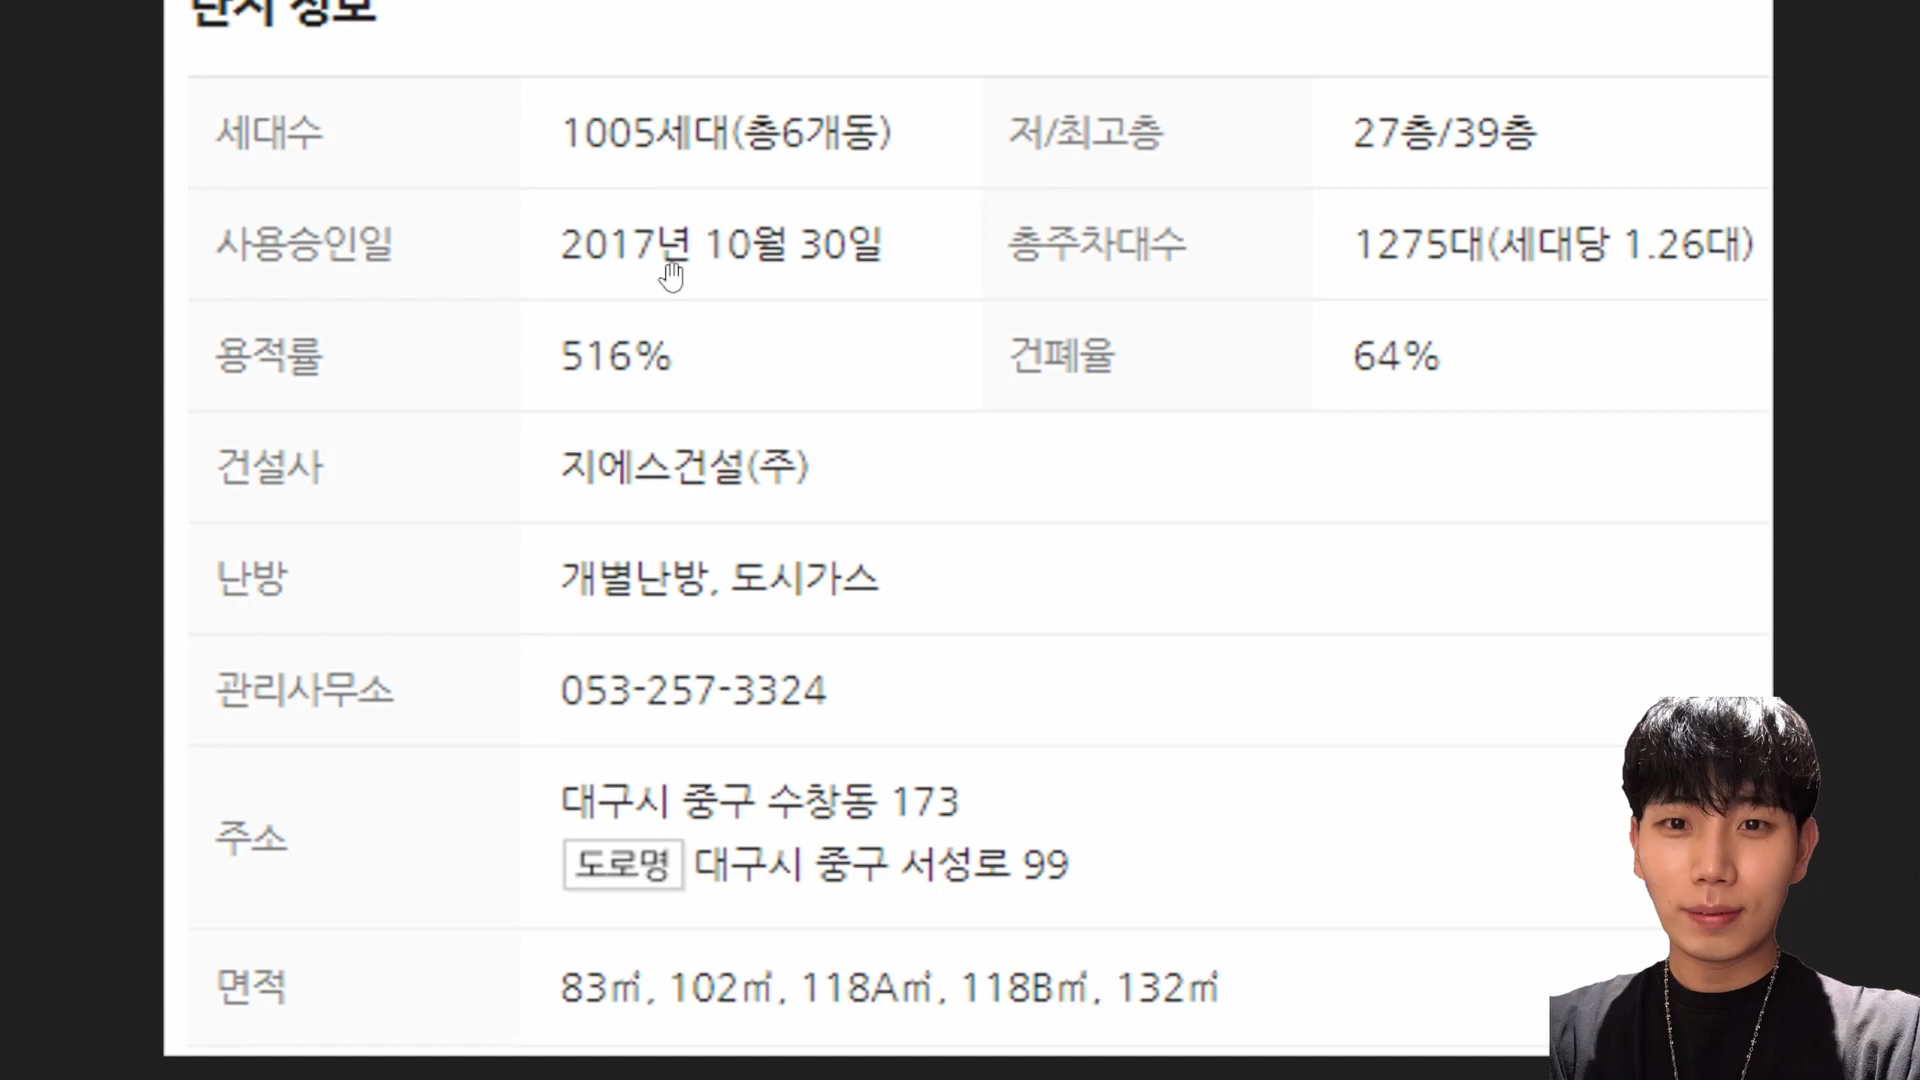 단지 정보
세대수 1005세대(총6개동) 저/최고층 27층/39층
사용승인일 2017년 10월 30일 총주차대수 1275대(세대당 1.26대)
용적률 516% 건폐율 64%
건설사 지에스건설(주)
난방 개별난방, 도시가스
관리사무소 053-257-3324
주소 대구시 중구 수창동 173
도로명 대구시 중구 서성로 99
면적 83㎡, 102㎡, 118A㎡, 118B㎡, 132㎡